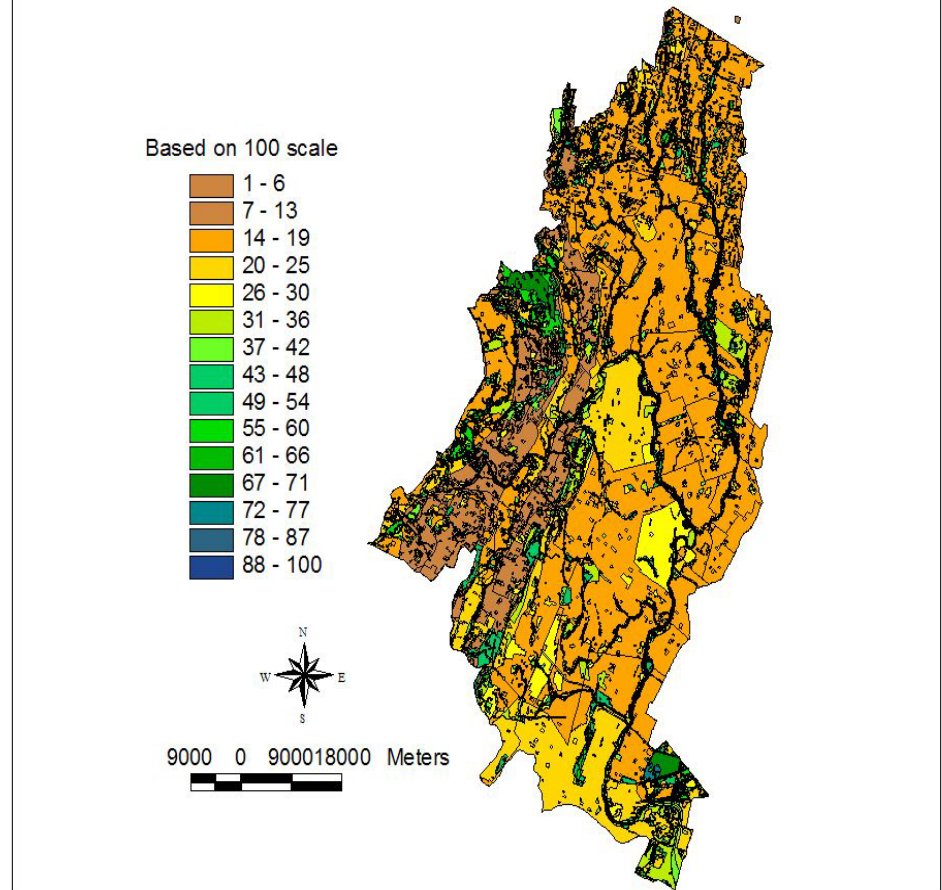 Based on 100 scale
1 - 6
7 - 13
14 - 19
20 - 25
26 - 30
31 - 36
37 - 42
43 - 48
49 - 54
55 - 60
61 - 66
67 - 71
72 - 77
78 - 87
88 - 100
N
W E
S
9000 0 900018000 Meters